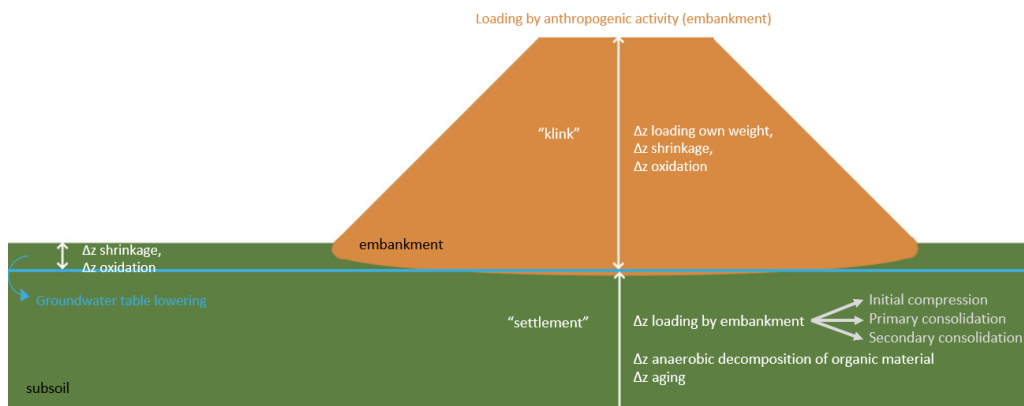 Loading by anthropogenic activity (embankment)
“klink”
Δz loading own weight,
Δz shrinkage,
Δz oxidation
embankment
Δz shrinkage,
Δz oxidation
Groundwater table lowering
“settlement”
Δz loading by embankment
Initial compression
Primary consolidation
Secondary consolidation
Δz anaerobic decomposition of organic material
Δz aging
subsoil